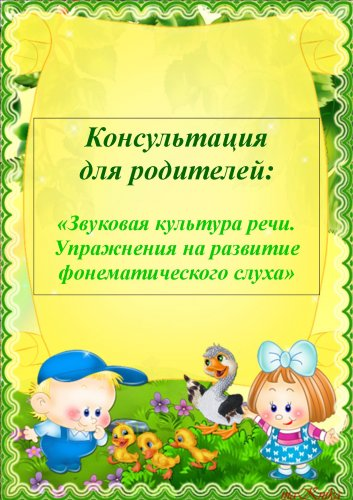 Консультация
для родителей:
«Звуковая культура речи.
Упражнения на развитие
фонематического слуха»